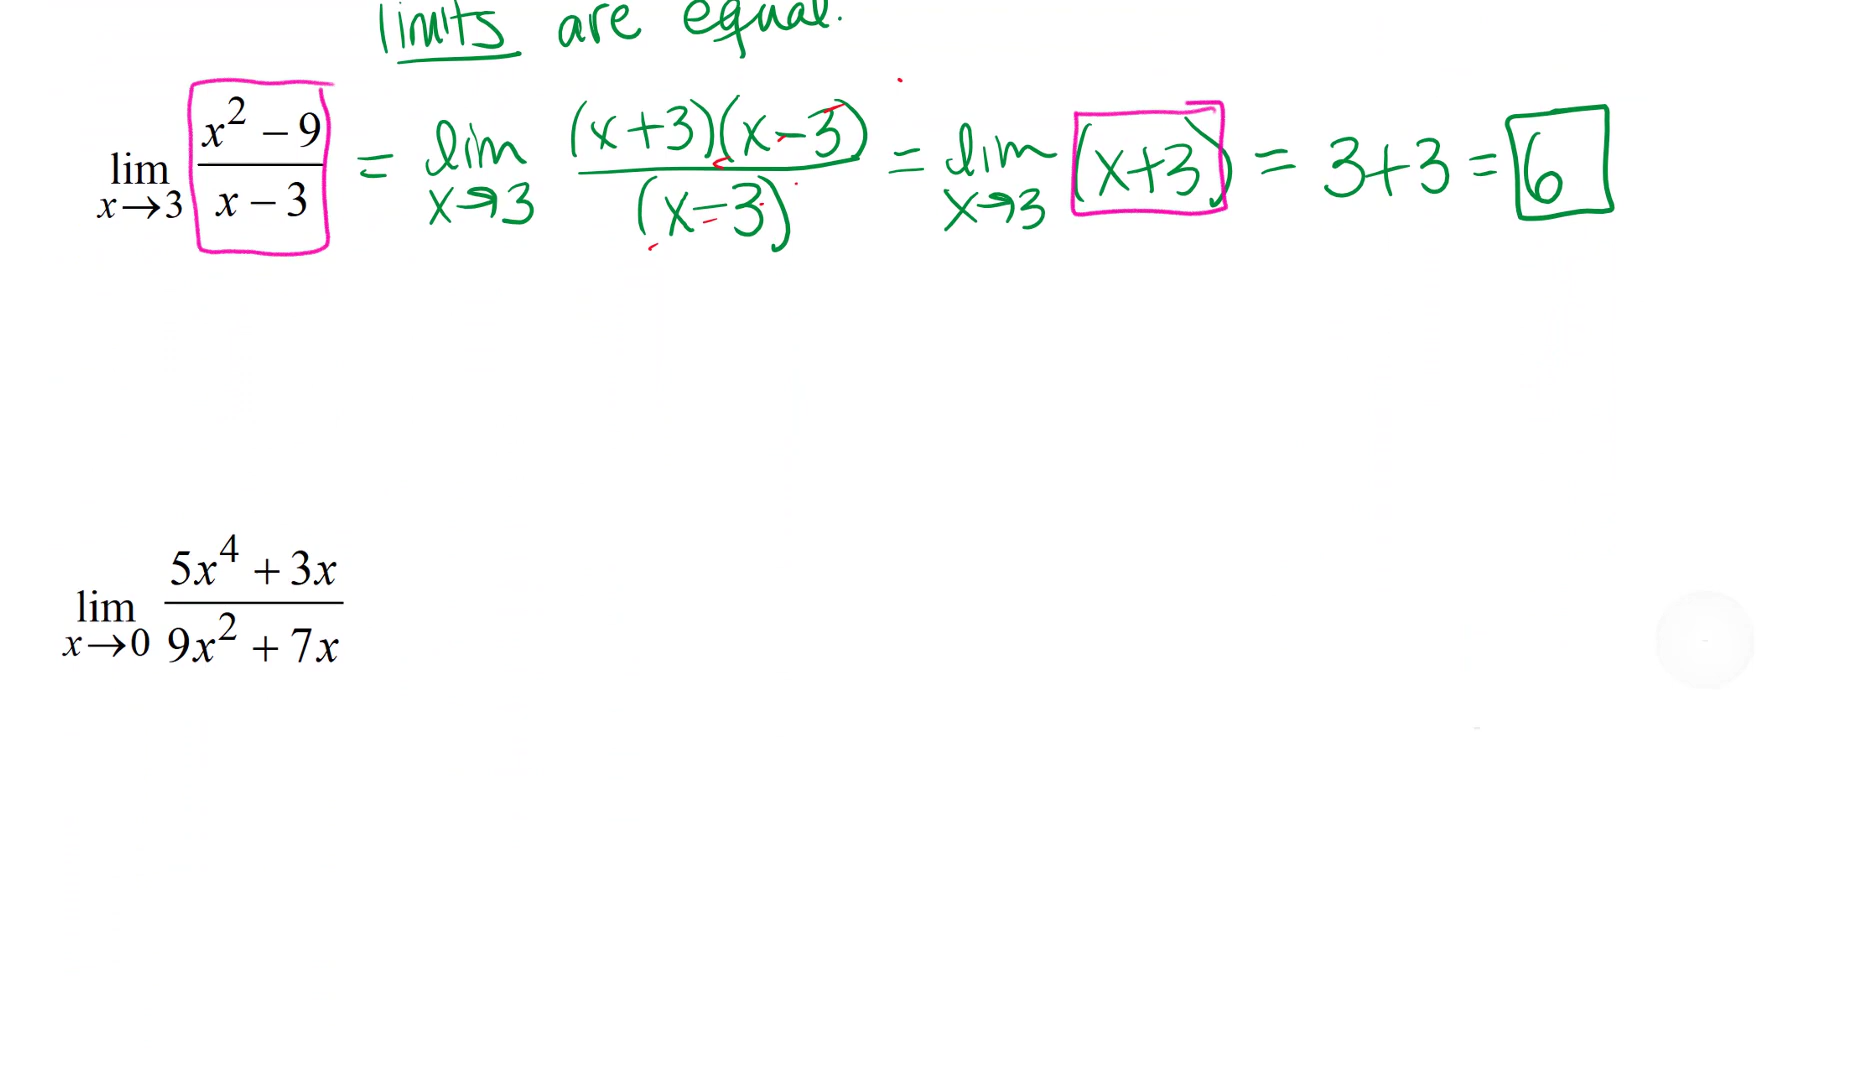 limits are equal.
lim x→3 (x² − 9)/(x − 3) = lim x→3 ((x+3)(x−3))/(x−3) = lim x→3 (x+3) = 3+3 = 6
lim x→0 (5x⁴ + 3x)/(9x² + 7x)